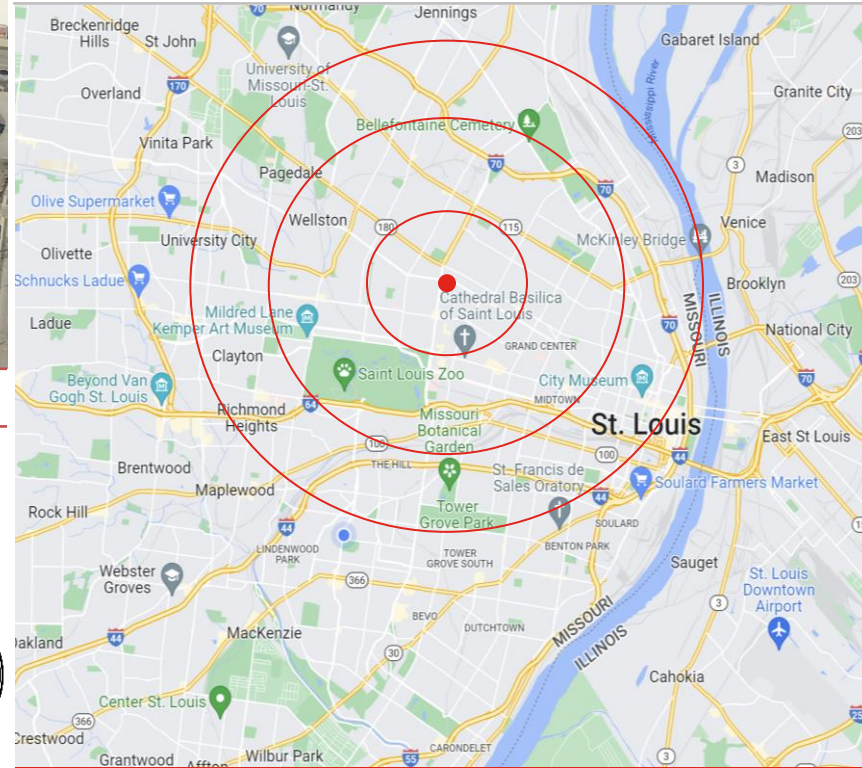 70
Normandy
Jennings
Breckenridge
Hills
St John
Gabaret Island
University of
Missouri-St.
Louis
170
Overland
Mississippi River
Granite City
Bellefontaine Cemetery
203
Vinita Park
70
3
Pagedale
70
Madison
Olive Supermarket
Wellston
180
115
Venice
University City
McKinley Bridge
Olivette
Schnucks Ladue
Brooklyn
203
Cathedral Basilica
of Saint Louis
MISSOURI
ILLINOIS
Mildred Lane
Kemper Art Museum
Ladue
70
National City
GRAND CENTER
Clayton
Saint Louis Zoo
City Museum
70
Beyond Van
Gogh St. Louis
64
MIDTOWN
Richmond
Heights
Missouri
Botanical
Garden
St. Louis
East St Louis
100
100
44
THE HILL
Brentwood
St. Francis de
Sales Oratory
Soulard Farmers Market
Maplewood
44
Rock Hill
Tower
Grove Park
44
SOULARD
LINDENWOOD
PARK
TOWER
GROVE SOUTH
BENTON PARK
Sauget
Webster
Groves
366
St. Louis
Downtown
Airport
3
BEVO
DUTCHTOWN
MISSOURI
ILLINOIS
44
MacKenzie
Oakland
30
Cahokia
Center St. Louis
366
Crestwood
CARONDELET
Wilbur Park
55
3
Grantwood
Affton